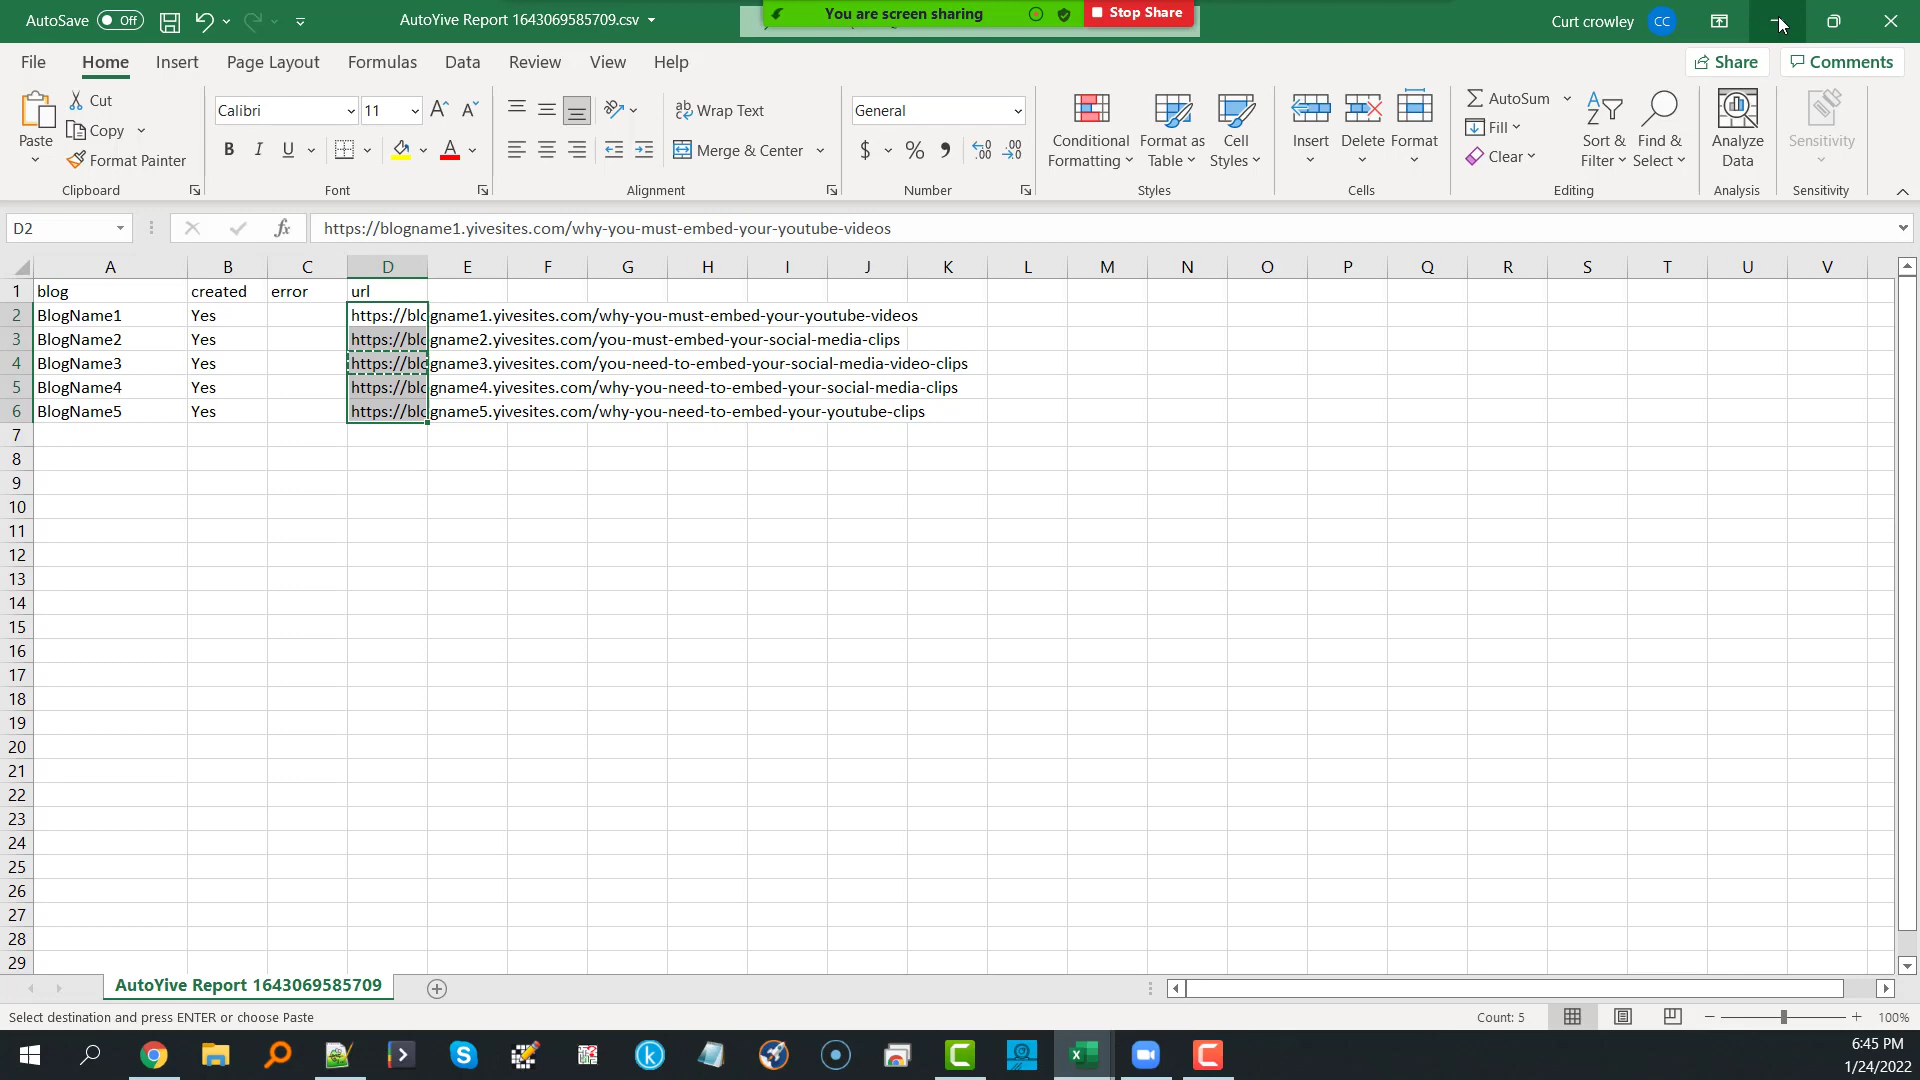 AutoSave Off AutoYive Report 1643069585709.csv You are screen sharing Stop Share Curt crowley CC
File Home Insert Page Layout Formulas Data Review View Help Share Comments
Paste Cut Copy Format Painter Clipboard
Calibri 11 B I U A Font
Wrap Text Merge & Center Alignment
General $ % Number
Conditional Formatting Format as Table Cell Styles Styles
Insert Delete Format Cells
AutoSum Fill Clear Sort & Filter Find & Select Editing
Analyze Data Analysis
Sensitivity Sensitivity
D2 fx https://blogname1.yivesites.com/why-you-must-embed-your-youtube-videos
A B C D E F G H I J K L M N O P Q R S T U V
1 blog created error url
2 BlogName1 Yes https://blogname1.yivesites.com/why-you-must-embed-your-youtube-videos
3 BlogName2 Yes https://blogname2.yivesites.com/you-must-embed-your-social-media-clips
4 BlogName3 Yes https://blogname3.yivesites.com/you-need-to-embed-your-social-media-video-clips
5 BlogName4 Yes https://blogname4.yivesites.com/why-you-need-to-embed-your-social-media-clips
6 BlogName5 Yes https://blogname5.yivesites.com/why-you-need-to-embed-your-youtube-clips
7
8
9
10
11
12
13
14
15
16
17
18
19
20
21
22
23
24
25
26
27
28
29
AutoYive Report 1643069585709
Select destination and press ENTER or choose Paste Count: 5 100%
6:45 PM
1/24/2022